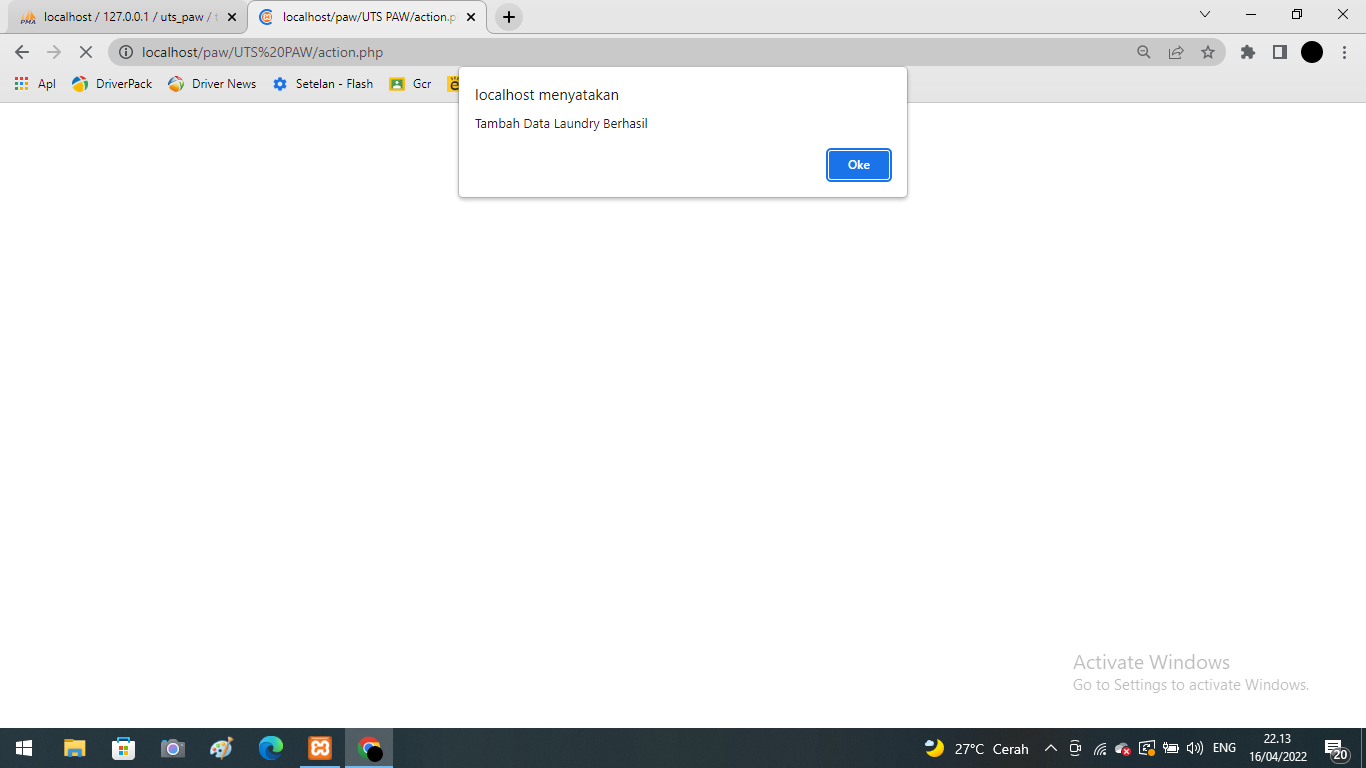 localhost / 127.0.0.1 / uts_paw / t
localhost/paw/UTS PAW/action.p
localhost/paw/UTS%20PAW/action.php
Apl
DriverPack
Driver News
Setelan - Flash
Gcr
localhost menyatakan
Tambah Data Laundry Berhasil
Oke
Activate Windows
Go to Settings to activate Windows.
PMA
27°C Cerah
ENG
22.13
16/04/2022
20